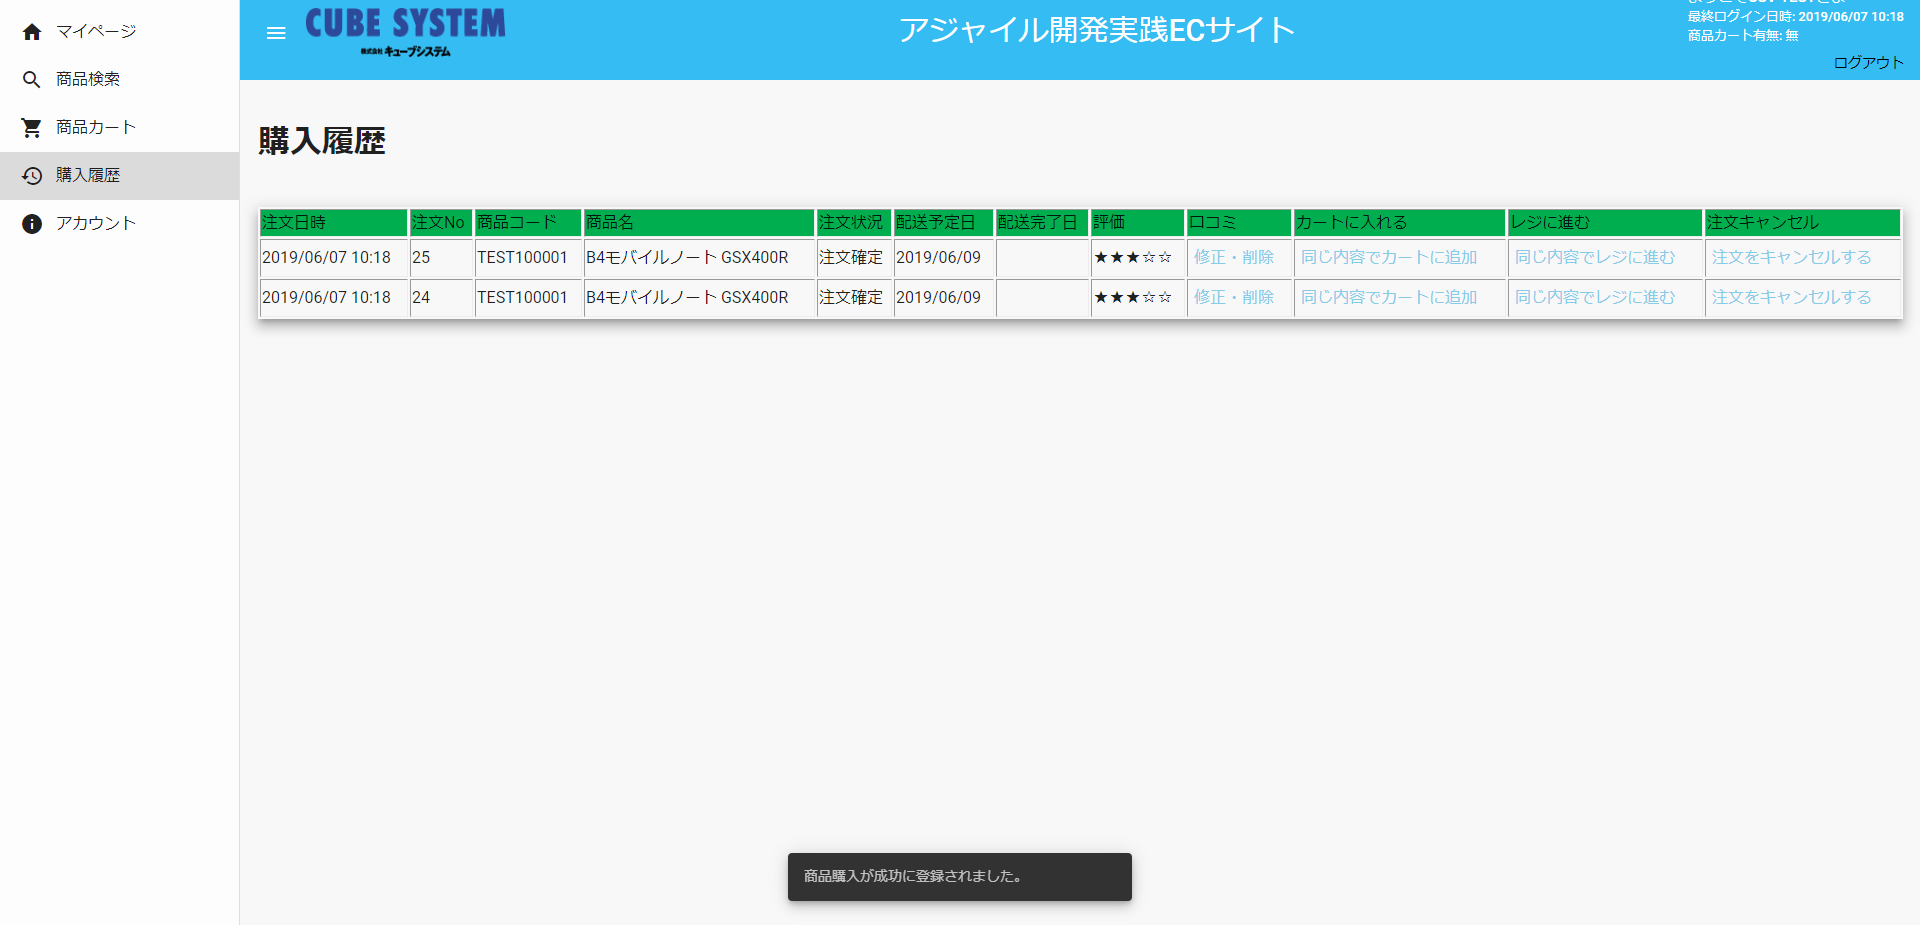 マイページ
商品検索
商品カート
購入履歴
アカウント
CUBE SYSTEM
株式会社 キューブシステム
アジャイル開発実践ECサイト
最終ログイン日時: 2019/06/07 10:18
商品カート有無: 無
ログアウト
購入履歴
注文日時 注文No 商品コード 商品名 注文状況 配送予定日 配送完了日 評価 口コミ カートに入れる レジに進む 注文キャンセル
2019/06/07 10:18 25 TEST100001 B4モバイルノート GSX400R 注文確定 2019/06/09 ★★★☆☆ 修正・削除 同じ内容でカートに追加 同じ内容でレジに進む 注文をキャンセルする
2019/06/07 10:18 24 TEST100001 B4モバイルノート GSX400R 注文確定 2019/06/09 ★★★☆☆ 修正・削除 同じ内容でカートに追加 同じ内容でレジに進む 注文をキャンセルする
商品購入が成功に登録されました。